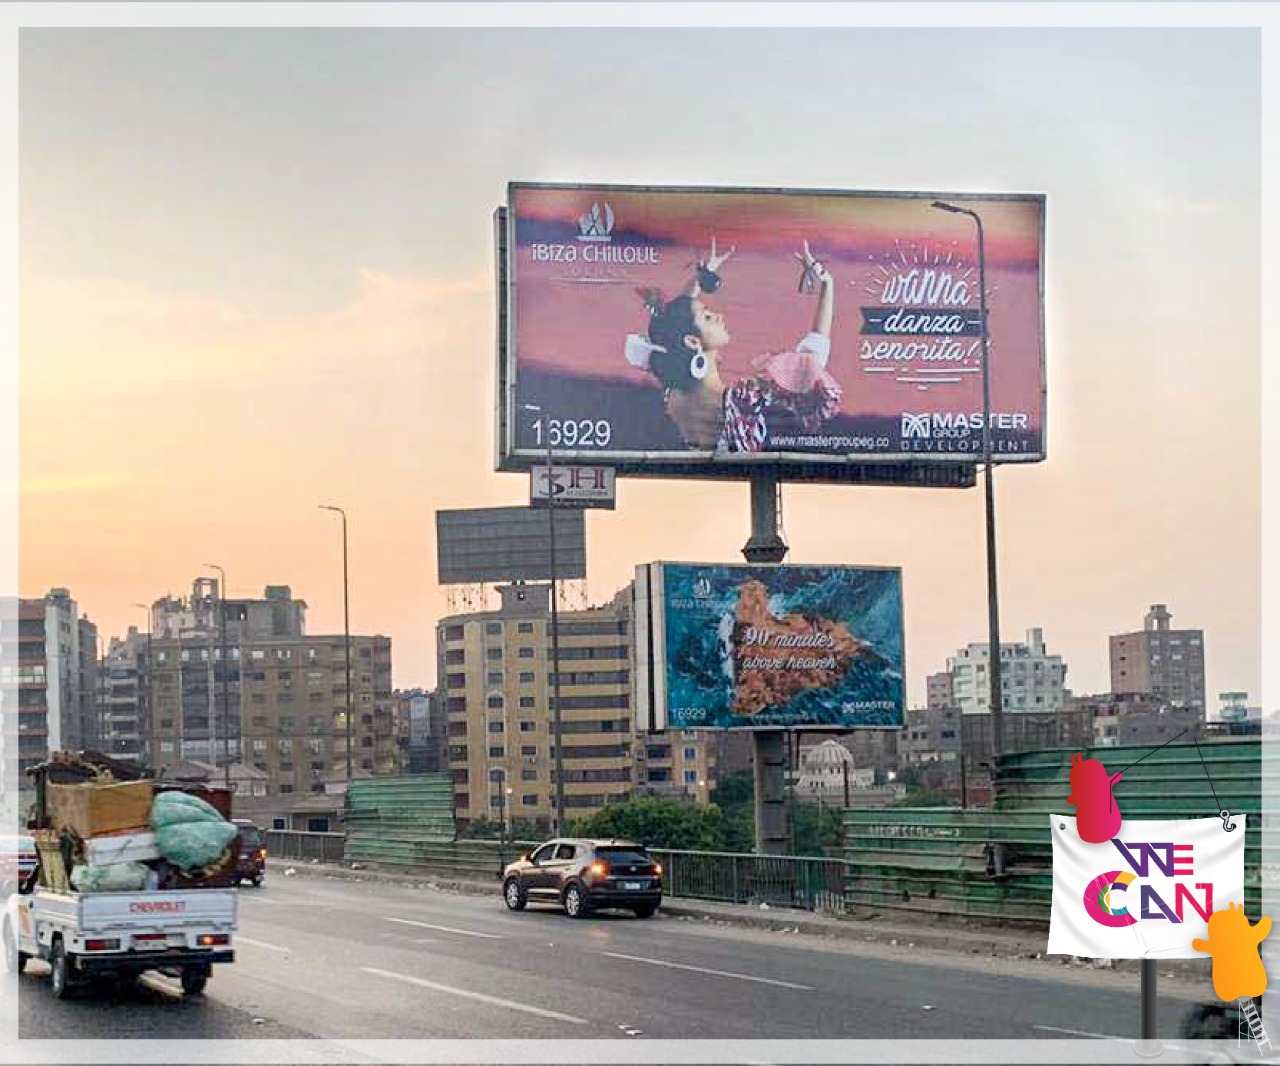 iBiza CHiLLOUt
wanna
danza
senorita!!
16929
www.mastergroupeg.co
MASTER
GROUP
DEVELOPMENT
3H
iBiza CHiLLOUt
90 minutes
above heaven
16929
MASTER
CHEVROLET
WE
CAN